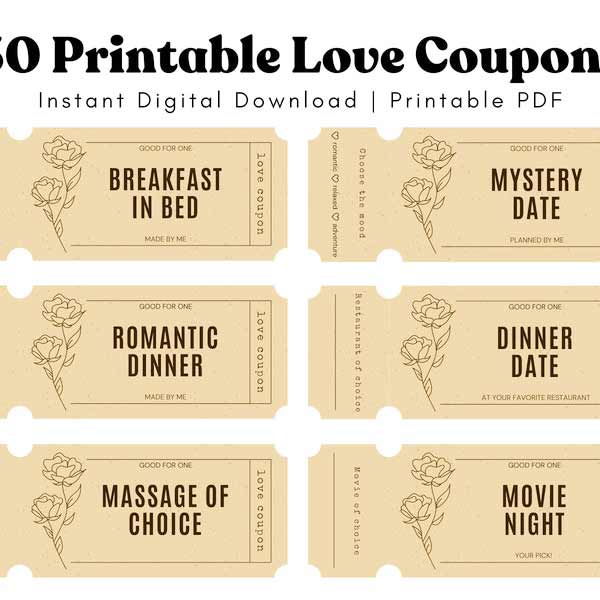 60 Printable Love Coupon
Instant Digital Download | Printable PDF
GOOD FOR ONE
BREAKFAST
IN BED
MADE BY ME
love coupon
romantic ♡ relaxed ♡ adventure
Choose the mood
GOOD FOR ONE
MYSTERY
DATE
PLANNED BY ME
GOOD FOR ONE
ROMANTIC
DINNER
MADE BY ME
love coupon
Restaurant of choice
GOOD FOR ONE
DINNER
DATE
AT YOUR FAVORITE RESTAURANT
GOOD FOR ONE
MASSAGE OF
CHOICE
love coupon
Movie of choice
GOOD FOR ONE
MOVIE
NIGHT
YOUR PICK!